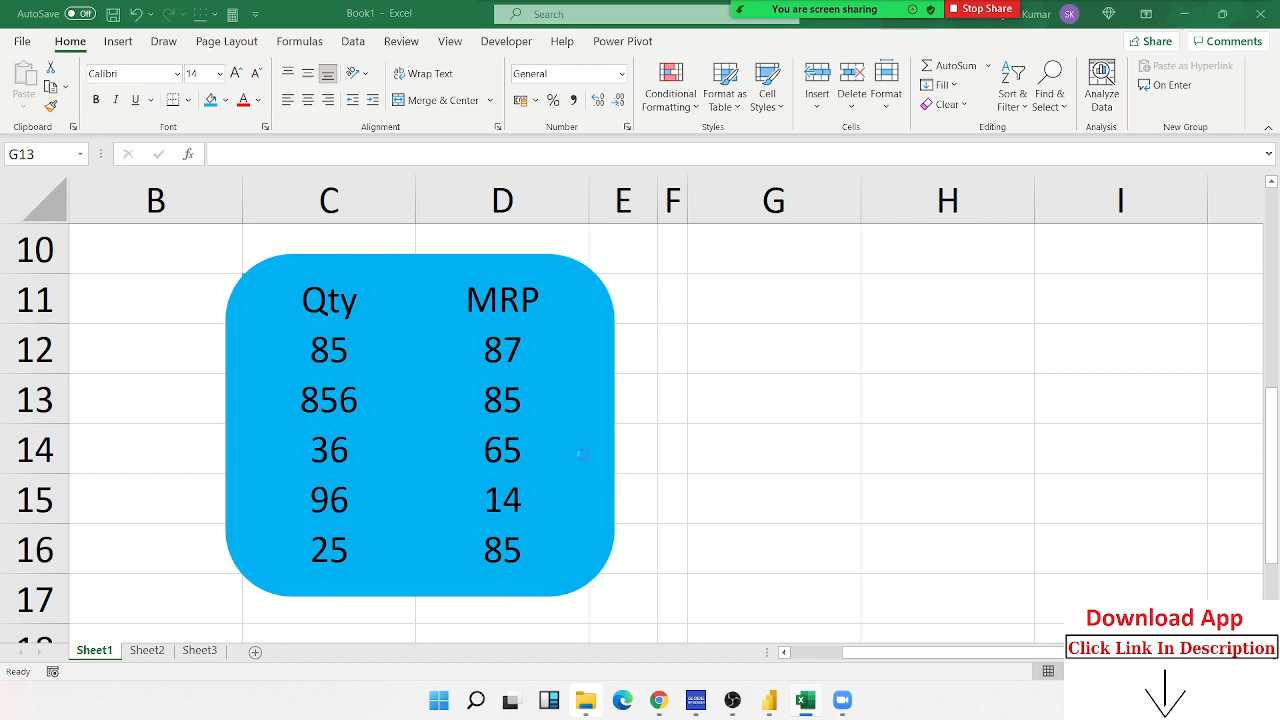 AutoSave Off Book1 - Excel Search You are screen sharing Stop Share Kumar SK
File Home Insert Draw Page Layout Formulas Data Review View Developer Help Power Pivot Share Comments
Paste Calibri 14 Wrap Text General Conditional Formatting Format as Table Cell Styles Insert Delete Format AutoSum Fill Clear Sort & Filter Find & Select Analyze Data Paste as Hyperlink On Enter
B I U A Merge & Center % 9
Clipboard Font Alignment Number Styles Cells Editing Analysis New Group
G13 fx
B C D E F G H I
10
11 Qty MRP
12 85 87
13 856 85
14 36 65
15 96 14
16 25 85
17
Download App
Click Link In Description
Sheet1 Sheet2 Sheet3
Ready